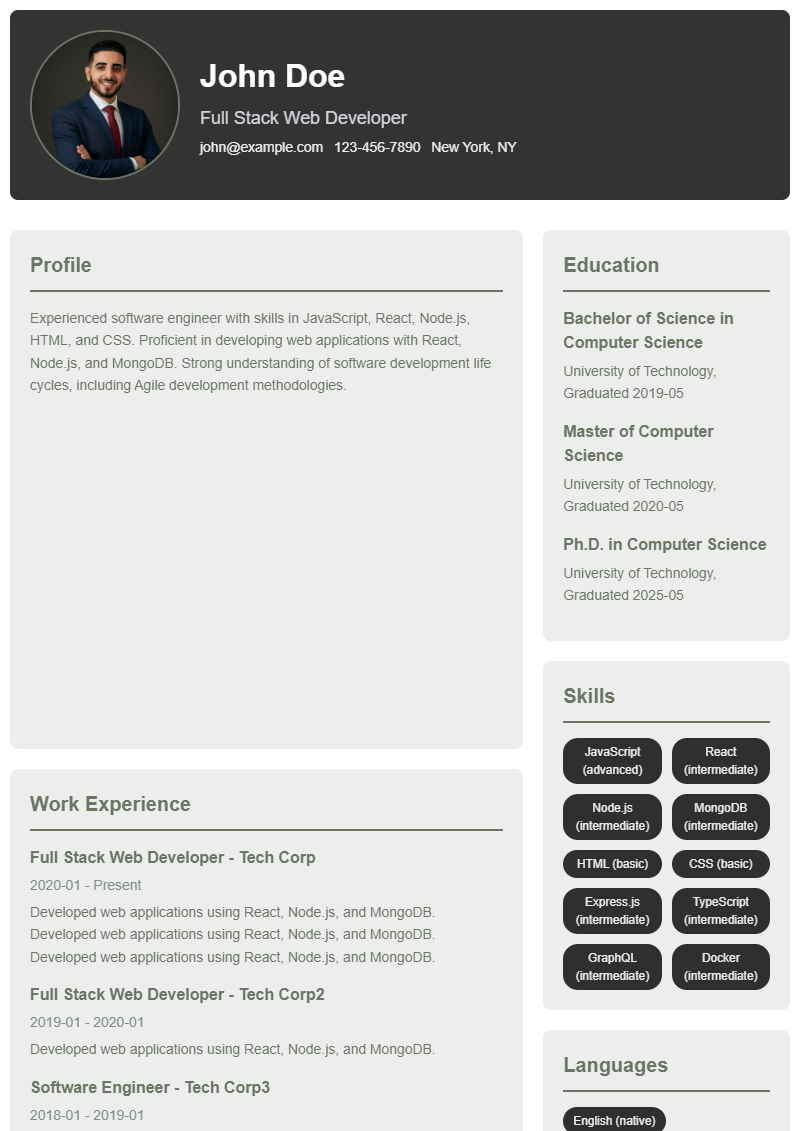 John Doe
Full Stack Web Developer
john@example.com 123-456-7890 New York, NY
Profile
Experienced software engineer with skills in JavaScript, React, Node.js,
HTML, and CSS. Proficient in developing web applications with React,
Node.js, and MongoDB. Strong understanding of software development life
cycles, including Agile development methodologies.
Work Experience
Full Stack Web Developer - Tech Corp
2020-01 - Present
Developed web applications using React, Node.js, and MongoDB.
Developed web applications using React, Node.js, and MongoDB.
Developed web applications using React, Node.js, and MongoDB.
Full Stack Web Developer - Tech Corp2
2019-01 - 2020-01
Developed web applications using React, Node.js, and MongoDB.
Software Engineer - Tech Corp3
2018-01 - 2019-01
Education
Bachelor of Science in
Computer Science
University of Technology,
Graduated 2019-05
Master of Computer
Science
University of Technology,
Graduated 2020-05
Ph.D. in Computer Science
University of Technology,
Graduated 2025-05
Skills
JavaScript
(advanced)
React
(intermediate)
Node.js
(intermediate)
MongoDB
(intermediate)
HTML (basic)
CSS (basic)
Express.js
(intermediate)
TypeScript
(intermediate)
GraphQL
(intermediate)
Docker
(intermediate)
Languages
English (native)